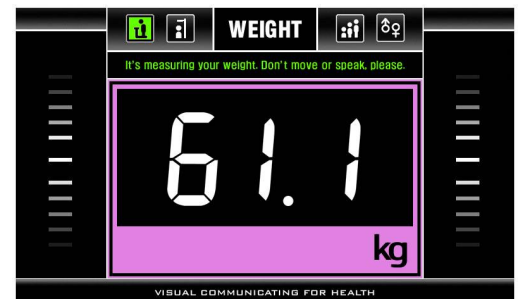 WEIGHT
It's measuring your weight. Don't move or speak, please.
61.1
kg
VISUAL COMMUNICATING FOR HEALTH